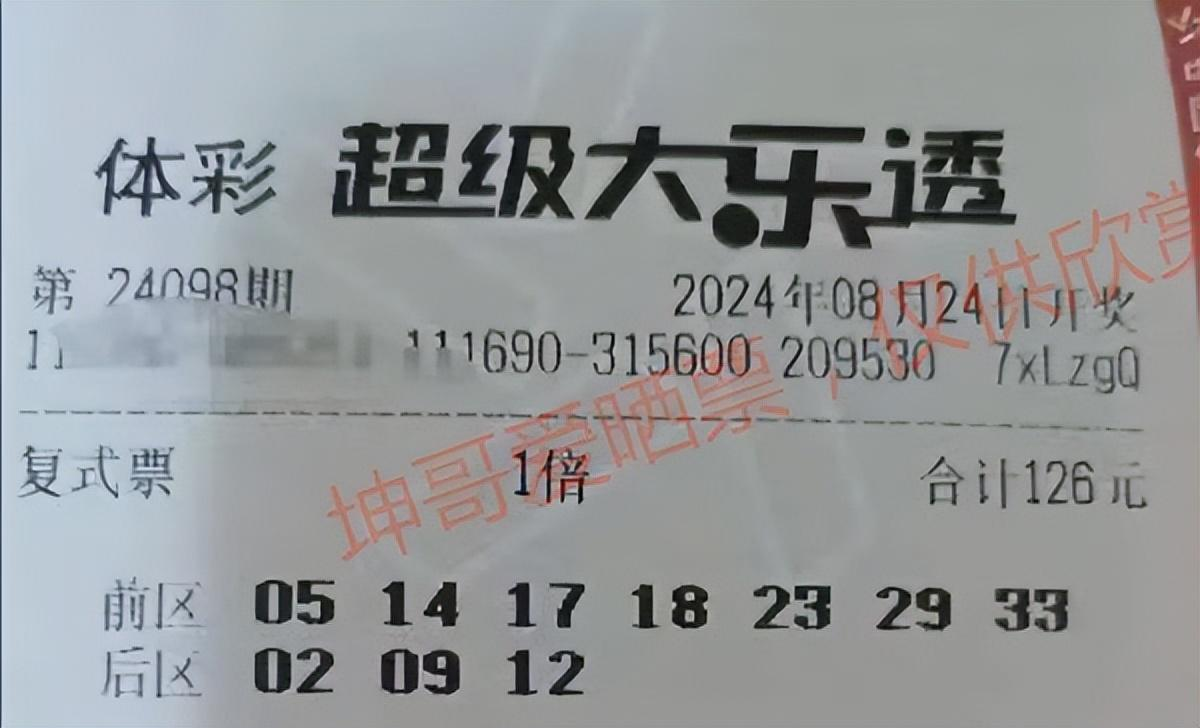 体彩 超级大乐透
第 24098期 2024年08月24日开奖
111690-315600 209530 7xLzgQ
复式票 1倍 合计126元
前区 05 14 17 18 23 29 33
后区 02 09 12
坤哥爱晒票，仅供欣赏